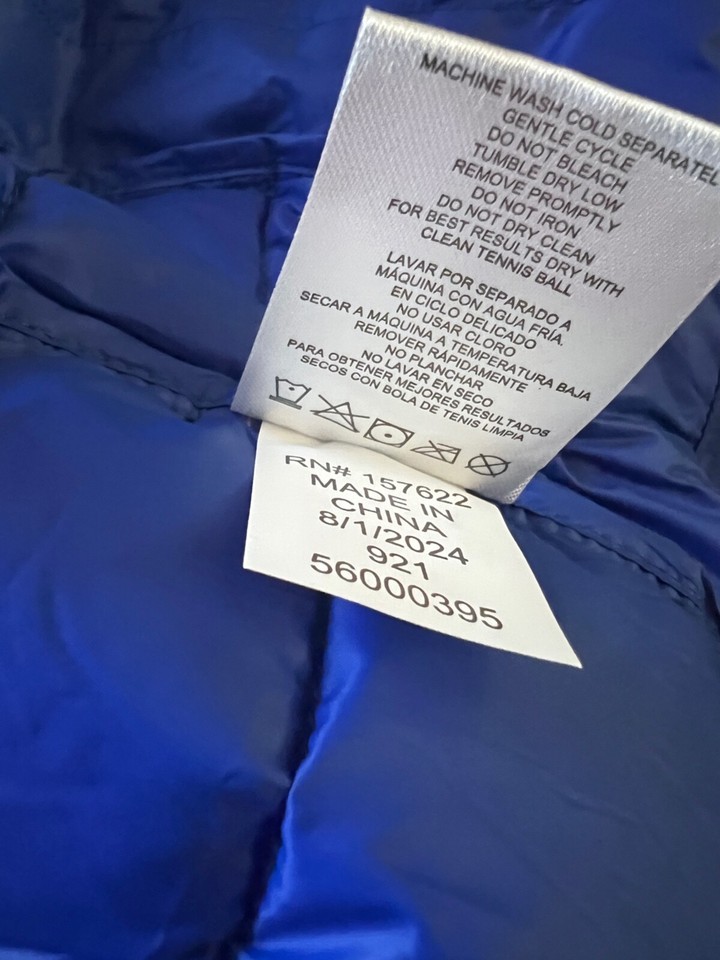 MACHINE WASH COLD SEPARATEL
GENTLE CYCLE
DO NOT BLEACH
TUMBLE DRY LOW
REMOVE PROMPTLY
DO NOT IRON
DO NOT DRY CLEAN
FOR BEST RESULTS DRY WITH
CLEAN TENNIS BALL
LAVAR POR SEPARADO A
MÁQUINA CON AGUA FRÍA.
EN CICLO DELICADO
NO USAR CLORO
SECAR A MÁQUINA A TEMPERATURA BAJA
REMOVER RÁPIDAMENTE
NO PLANCHAR
NO LAVAR EN SECO
PARA OBTENER MEJORES RESULTADOS
SECOS CON BOLA DE TENIS LIMPIA
RN# 157622
MADE IN
CHINA
8/1/2024
921
56000395